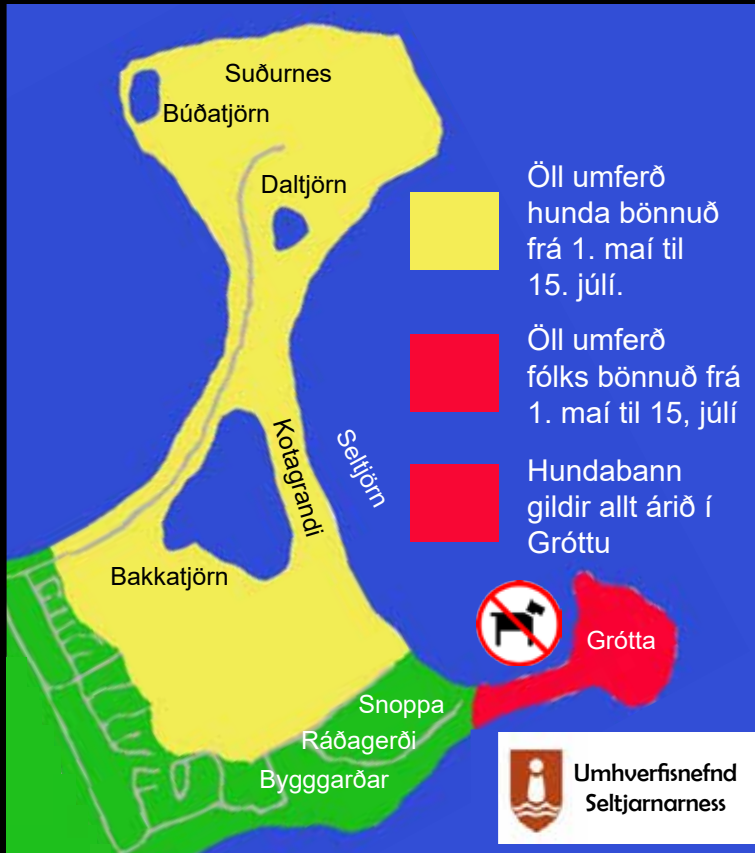 Suðurnes
Búðatjörn
Daltjörn
Kotagrandi
Seltjörn
Bakkatjörn
Öll umferð
hunda bönnuð
frá 1. maí til
15. júlí.
Öll umferð
fólks bönnuð frá
1. maí til 15, júlí
Hundabann
gildir allt árið í
Gróttu
Grótta
Snoppa
Ráðagerði
Bygggarðar
Umhverfisnefnd
Seltjarnarness